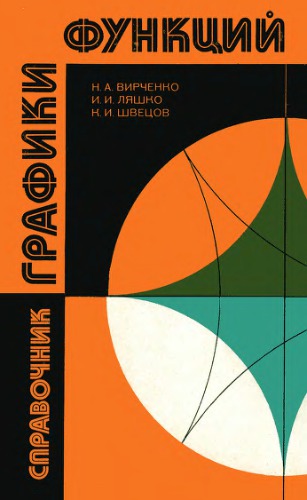 ГРАФИКИ
ФУНКЦИЙ
Н. А. ВИРЧЕНКО
И. И. ЛЯШКО
К. И. ШВЕЦОВ
СПРАВОЧНИК